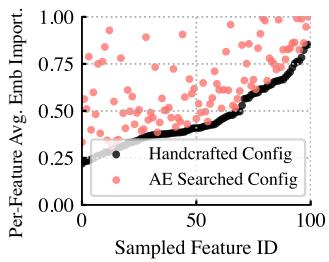 Per-Feature Avg. Emb Import.
1.00
0.75
0.50
0.25
0.00
Handcrafted Config
AE Searched Config
0 50 100
Sampled Feature ID